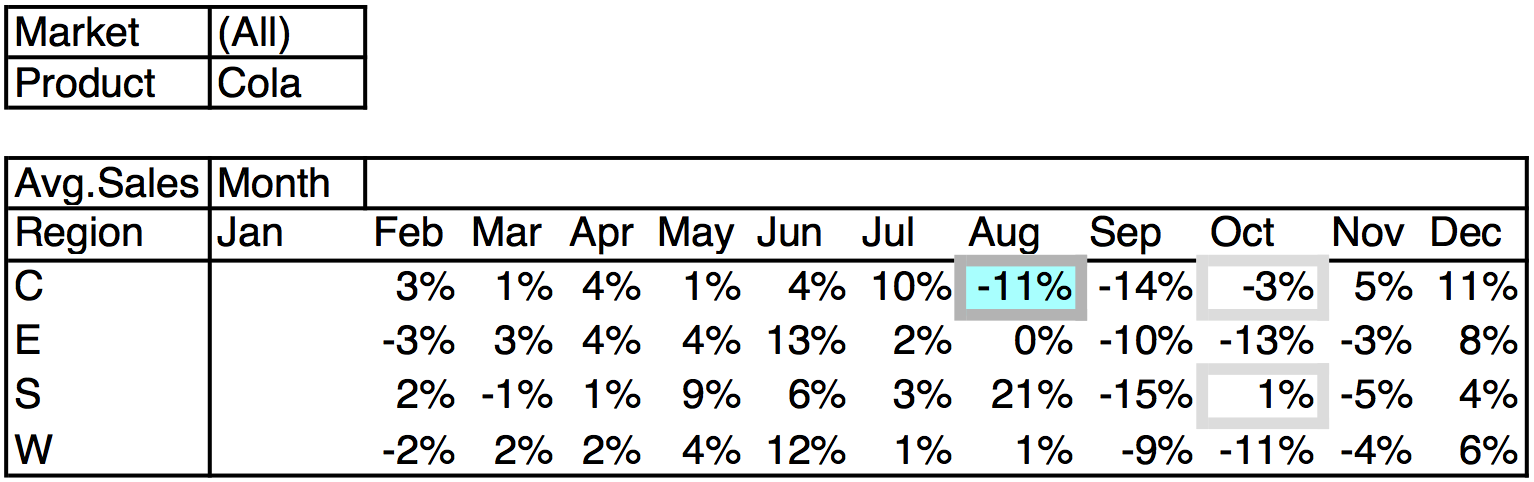 Market (All)
Product Cola
Avg.Sales Month
Region Jan Feb Mar Apr May Jun Jul Aug Sep Oct Nov Dec
C 3% 1% 4% 1% 4% 10% -11% -14% -3% 5% 11%
E -3% 3% 4% 4% 13% 2% 0% -10% -13% -3% 8%
S 2% -1% 1% 9% 6% 3% 21% -15% 1% -5% 4%
W -2% 2% 2% 4% 12% 1% 1% -9% -11% -4% 6%